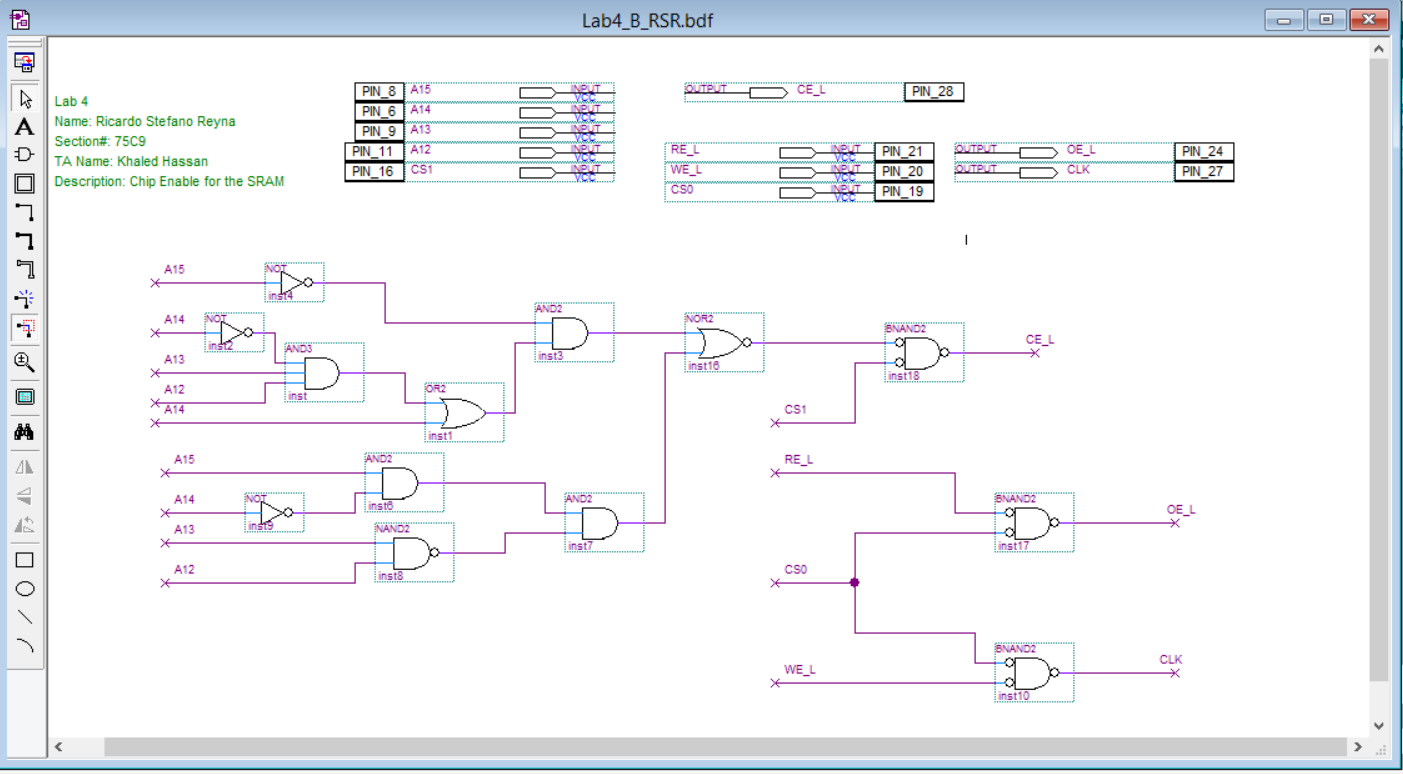 Lab4_B_RSR.bdf
Lab 4
Name: Ricardo Stefano Reyna
Section#: 75C9
TA Name: Khaled Hassan
Description: Chip Enable for the SRAM
PIN_8 A15 INPUT VCC
PIN_6 A14 INPUT VCC
PIN_9 A13 INPUT VCC
PIN_11 A12 INPUT VCC
PIN_16 CS1 INPUT VCC
OUTPUT CE_L PIN_28
RE_L INPUT VCC PIN_21
WE_L INPUT VCC PIN_20
CS0 INPUT VCC PIN_19
OUTPUT OE_L PIN_24
OUTPUT CLK PIN_27
A15
NOT
inst4
A14
NOT
inst2
A13
A12
A14
AND3
inst
OR2
inst1
AND2
inst3
A15
A14
NOT
inst9
A13
A12
AND2
inst6
NAND2
inst8
AND2
inst7
NOR2
inst16
BNAND2
inst18
CE_L
CS1
RE_L
BNAND2
inst17
OE_L
CS0
WE_L
BNAND2
inst10
CLK